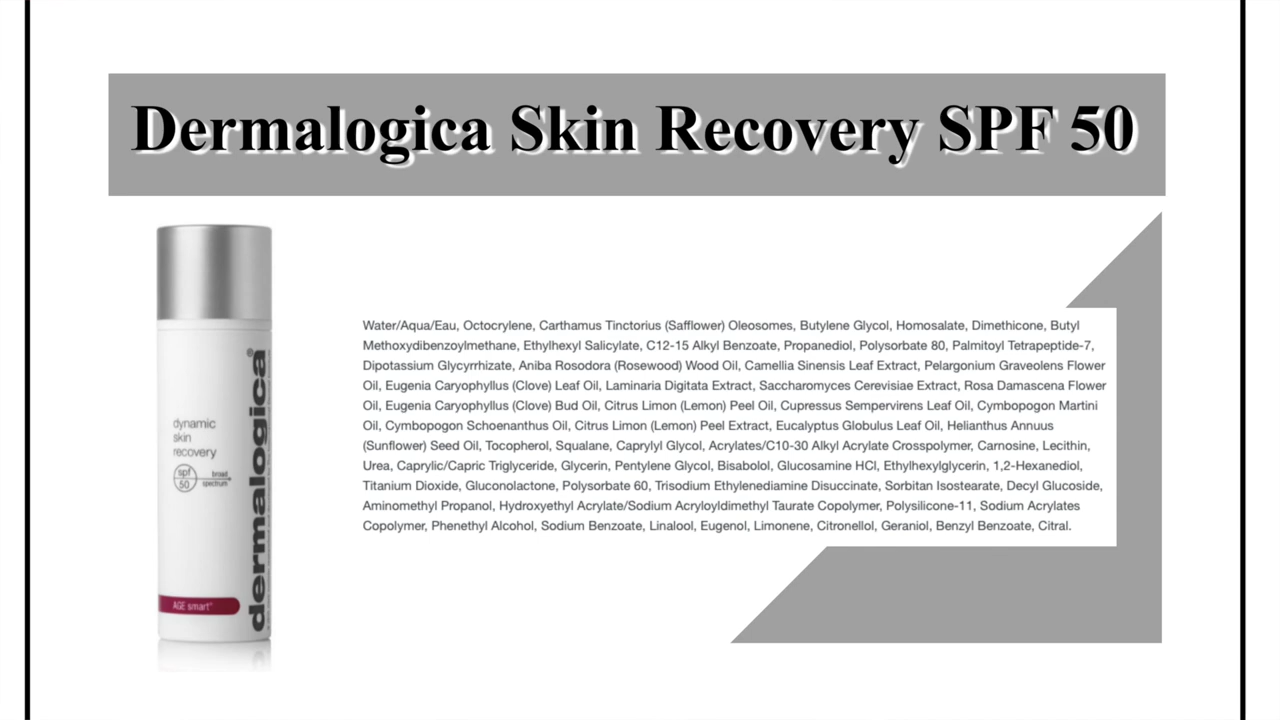 Dermalogica Skin Recovery SPF 50
dynamic
skin
recovery
spf
50
broad
spectrum
dermalogica®
AGE smart™
Water/Aqua/Eau, Octocrylene, Carthamus Tinctorius (Safflower) Oleosomes, Butylene Glycol, Homosalate, Dimethicone, Butyl
Methoxydibenzoylmethane, Ethylhexyl Salicylate, C12-15 Alkyl Benzoate, Propanediol, Polysorbate 80, Palmitoyl Tetrapeptide-7,
Dipotassium Glycyrrhizate, Aniba Rosodora (Rosewood) Wood Oil, Camellia Sinensis Leaf Extract, Pelargonium Graveolens Flower
Oil, Eugenia Caryophyllus (Clove) Leaf Oil, Laminaria Digitata Extract, Saccharomyces Cerevisiae Extract, Rosa Damascena Flower
Oil, Eugenia Caryophyllus (Clove) Bud Oil, Citrus Limon (Lemon) Peel Oil, Cupressus Sempervirens Leaf Oil, Cymbopogon Martini
Oil, Cymbopogon Schoenanthus Oil, Citrus Limon (Lemon) Peel Extract, Eucalyptus Globulus Leaf Oil, Helianthus Annuus
(Sunflower) Seed Oil, Tocopherol, Squalane, Caprylyl Glycol, Acrylates/C10-30 Alkyl Acrylate Crosspolymer, Carnosine, Lecithin,
Urea, Caprylic/Capric Triglyceride, Glycerin, Pentylene Glycol, Bisabolol, Glucosamine HCl, Ethylhexylglycerin, 1,2-Hexanediol,
Titanium Dioxide, Gluconolactone, Polysorbate 60, Trisodium Ethylenediamine Disuccinate, Sorbitan Isostearate, Decyl Glucoside,
Aminomethyl Propanol, Hydroxyethyl Acrylate/Sodium Acryloyldimethyl Taurate Copolymer, Polysilicone-11, Sodium Acrylates
Copolymer, Phenethyl Alcohol, Sodium Benzoate, Linalool, Eugenol, Limonene, Citronellol, Geraniol, Benzyl Benzoate, Citral.